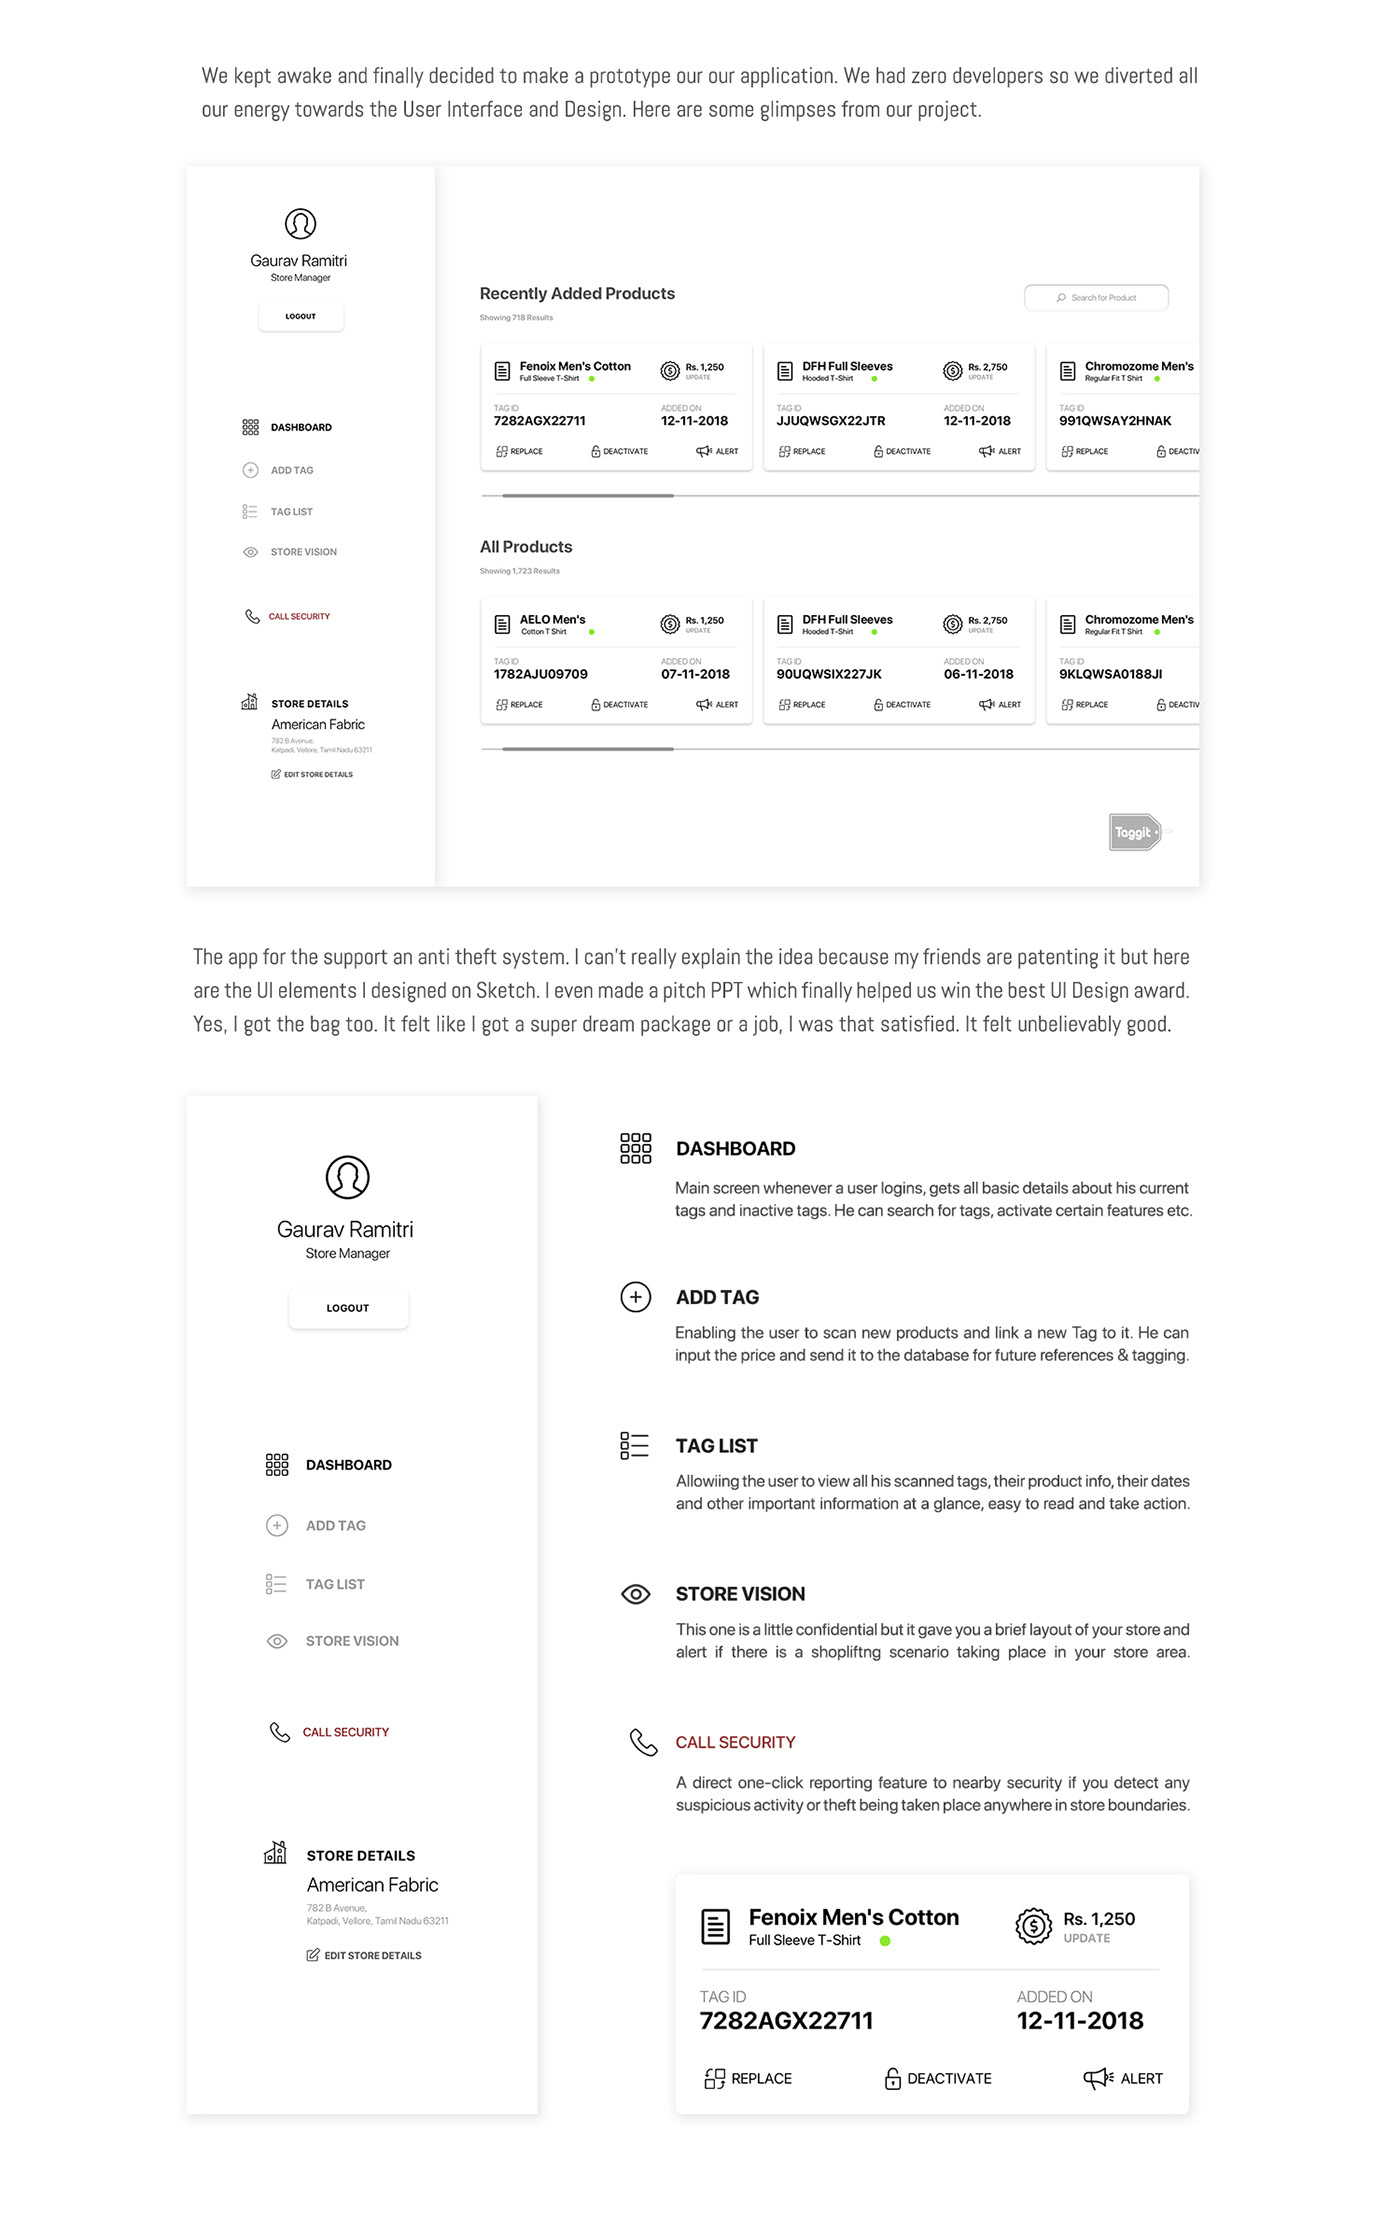 We kept awake and finally decided to make a prototype our our application. We had zero developers so we diverted all
our energy towards the User Interface and Design. Here are some glimpses from our project.
Gaurav Ramitri
Store Manager
LOGOUT
DASHBOARD
ADD TAG
TAG LIST
STORE VISION
CALL SECURITY
STORE DETAILS
American Fabric
782 B Avenue,
Katpadi, Vellore, Tamil Nadu 63211
EDIT STORE DETAILS
Recently Added Products
Search for Product
Showing 718 Results
Fenoix Men's Cotton
Full Sleeve T-Shirt
Rs. 1,250
UPDATE
TAG ID
7282AGX22711
ADDED ON
12-11-2018
REPLACE
DEACTIVATE
ALERT
DFH Full Sleeves
Hooded T-Shirt
Rs. 2,750
UPDATE
TAG ID
JJUQWSGX22JTR
ADDED ON
12-11-2018
REPLACE
DEACTIVATE
ALERT
Chromozome Men's
Regular Fit T Shirt
TAG ID
991QWSAY2HNAK
REPLACE
DEACTIV
All Products
Showing 1,723 Results
AELO Men's
Cotton T Shirt
Rs. 1,250
UPDATE
TAG ID
1782AJU09709
ADDED ON
07-11-2018
REPLACE
DEACTIVATE
ALERT
DFH Full Sleeves
Hooded T-Shirt
Rs. 2,750
UPDATE
TAG ID
90UQWSIX227JK
ADDED ON
06-11-2018
REPLACE
DEACTIVATE
ALERT
Chromozome Men's
Regular Fit T Shirt
TAG ID
9KLQWSA0188JI
REPLACE
DEACTIV
Taggit
The app for the support an anti theft system. I can't really explain the idea because my friends are patenting it but here
are the UI elements I designed on Sketch. I even made a pitch PPT which finally helped us win the best UI Design award.
Yes, I got the bag too. It felt like I got a super dream package or a job, I was that satisfied. It felt unbelievably good.
Gaurav Ramitri
Store Manager
LOGOUT
DASHBOARD
ADD TAG
TAG LIST
STORE VISION
CALL SECURITY
STORE DETAILS
American Fabric
782 B Avenue,
Katpadi, Vellore, Tamil Nadu 63211
EDIT STORE DETAILS
DASHBOARD
Main screen whenever a user logins, gets all basic details about his current
tags and inactive tags. He can search for tags, activate certain features etc.
ADD TAG
Enabling the user to scan new products and link a new Tag to it. He can
input the price and send it to the database for future references & tagging.
TAG LIST
Allowiing the user to view all his scanned tags, their product info, their dates
and other important information at a glance, easy to read and take action.
STORE VISION
This one is a little confidential but it gave you a brief layout of your store and
alert if there is a shopliftng scenario taking place in your store area.
CALL SECURITY
A direct one-click reporting feature to nearby security if you detect any
suspicious activity or theft being taken place anywhere in store boundaries.
Fenoix Men's Cotton
Full Sleeve T-Shirt
Rs. 1,250
UPDATE
TAG ID
7282AGX22711
ADDED ON
12-11-2018
REPLACE
DEACTIVATE
ALERT